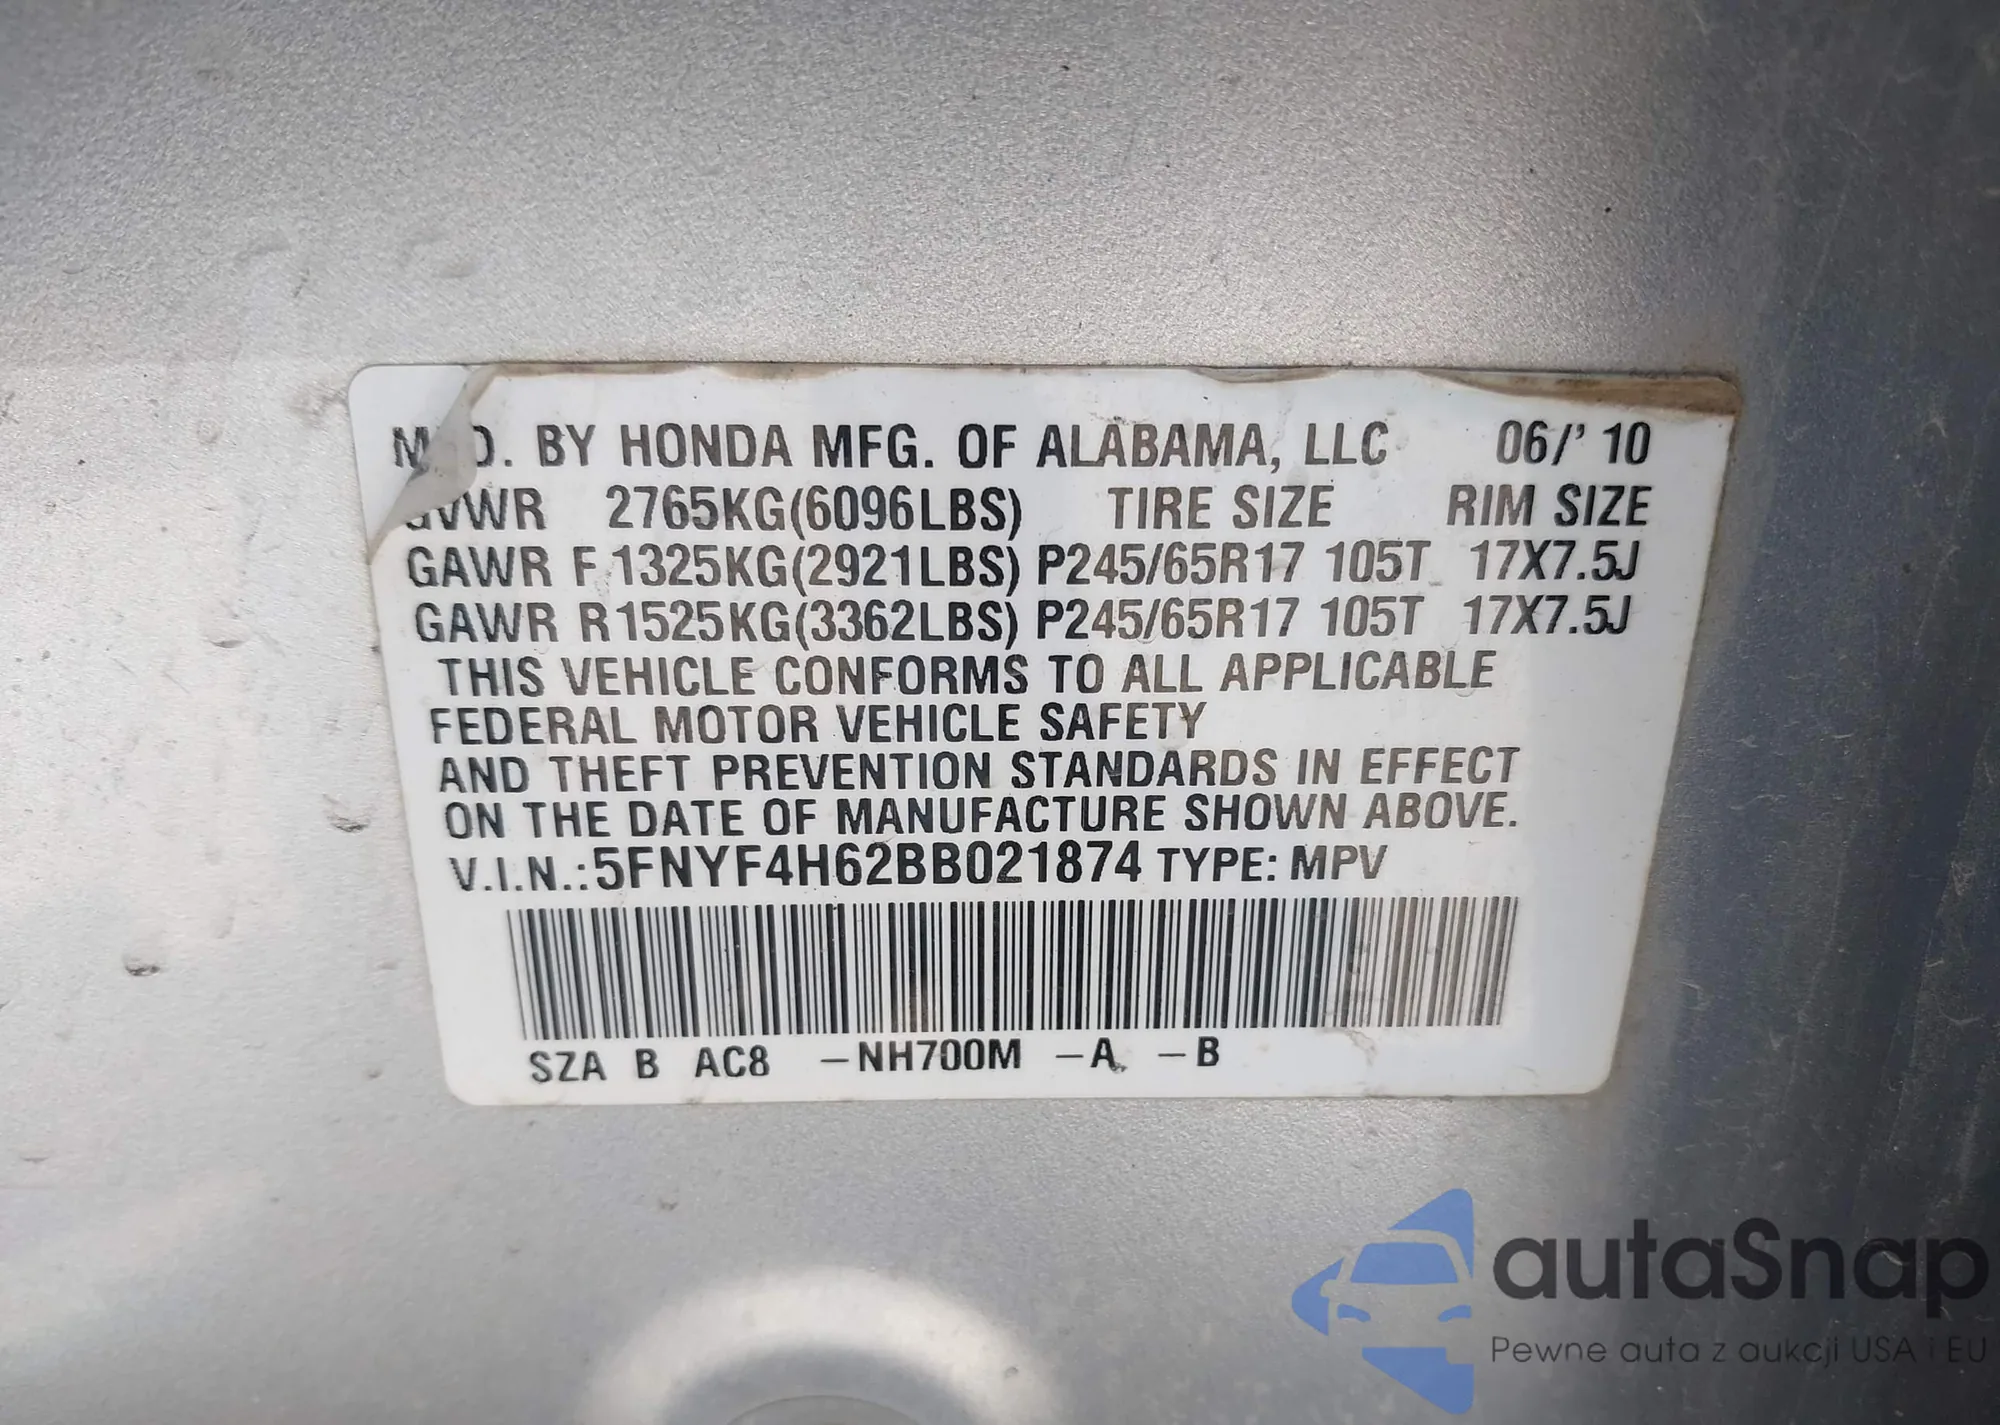 MFD. BY HONDA MFG. OF ALABAMA, LLC 06/'10
GVWR 2765KG(6096LBS) TIRE SIZE RIM SIZE
GAWR F 1325KG(2921LBS) P245/65R17 105T 17X7.5J
GAWR R 1525KG(3362LBS) P245/65R17 105T 17X7.5J
THIS VEHICLE CONFORMS TO ALL APPLICABLE
FEDERAL MOTOR VEHICLE SAFETY
AND THEFT PREVENTION STANDARDS IN EFFECT
ON THE DATE OF MANUFACTURE SHOWN ABOVE.
V.I.N.:5FNYF4H62BB021874 TYPE: MPV
SZA B AC8 -NH700M -A -B
autaSnap
Pewne auta z aukcji USA i EU